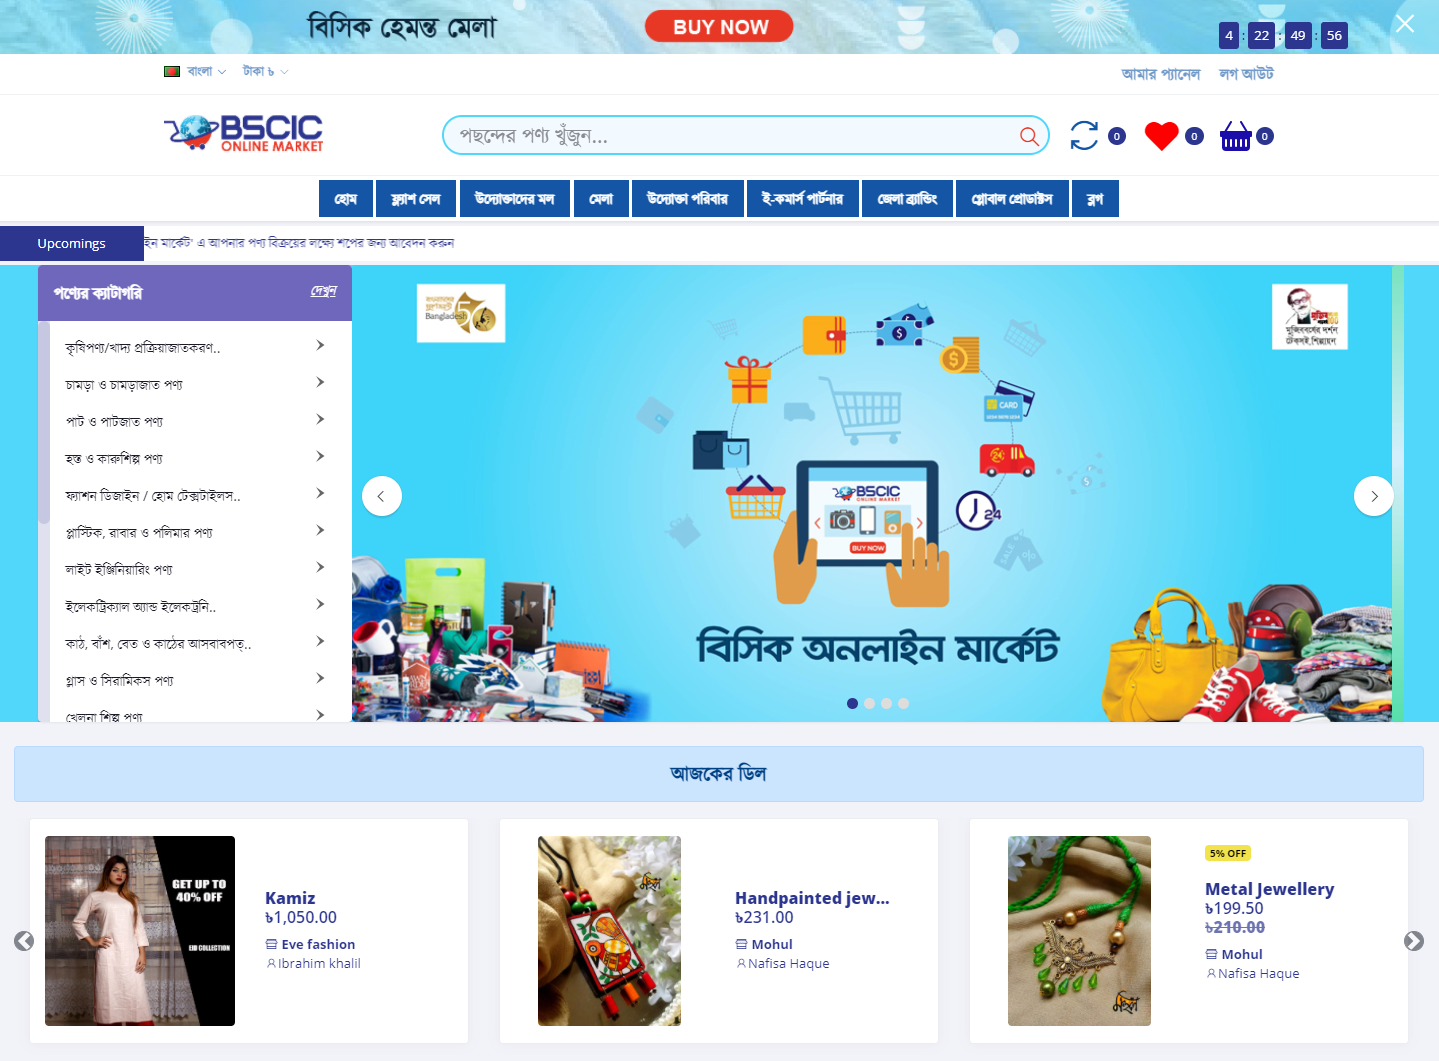 বিসিক হেমন্ত মেলা
BUY NOW
4 : 22 : 49 : 56
বাংলা
টাকা ৳
আমার প্যানেল
লগ আউট
BSCIC
ONLINE MARKET
পছন্দের পণ্য খুঁজুন...
0
0
0
হোম
ফ্ল্যাশ সেল
উদ্যোক্তাদের মল
মেলা
উদ্যোক্তা পরিবার
ই-কমার্স পার্টনার
জেলা ব্র্যান্ডিং
গ্লোবাল প্রোডাক্টস
ব্লগ
Upcomings
ইন মার্কেট' এ আপনার পণ্য বিক্রয়ের লক্ষ্যে শপের জন্য আবেদন করুন
পণ্যের ক্যাটাগরি
দেখুন
কৃষিপণ্য/খাদ্য প্রক্রিয়াজাতকরণ..
চামড়া ও চামড়াজাত পণ্য
পাট ও পাটজাত পণ্য
হস্ত ও কারুশিল্প পণ্য
ফ্যাশন ডিজাইন / হোম টেক্সটাইলস..
প্লাস্টিক, রাবার ও পলিমার পণ্য
লাইট ইঞ্জিনিয়ারিং পণ্য
ইলেকট্রিক্যাল অ্যান্ড ইলেকট্রনি..
কাঠ, বাঁশ, বেত ও কাঠের আসবাবপত্..
গ্লাস ও সিরামিকস পণ্য
খেলনা শিল্প পণ্য
Bangladesh
50
মুজিববর্ষের দর্শন
টেকসই শিল্পায়ন
CARD
24
24
SALE
BSCIC
ONLINE MARKET
BUY NOW
বিসিক অনলাইন মার্কেট
আজকের ডিল
GET UP TO
40% OFF
EID COLLECTION
Kamiz
৳1,050.00
Eve fashion
Ibrahim khalil
মহুল
Handpainted jew...
৳231.00
Mohul
Nafisa Haque
মহুল
5% OFF
Metal Jewellery
৳199.50
৳210.00
Mohul
Nafisa Haque